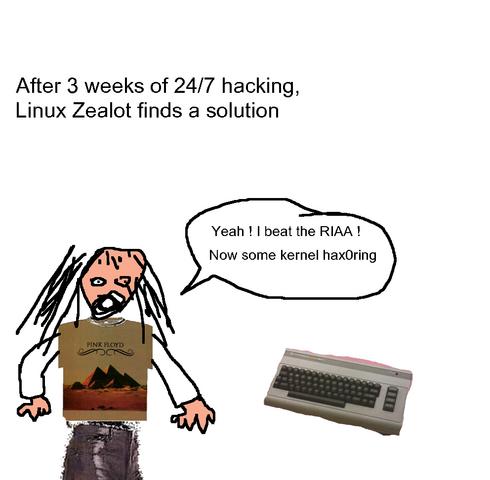 After 3 weeks of 24/7 hacking,
Linux Zealot finds a solution
Yeah ! I beat the RIAA !
Now some kernel hax0ring
PINK FLOYD